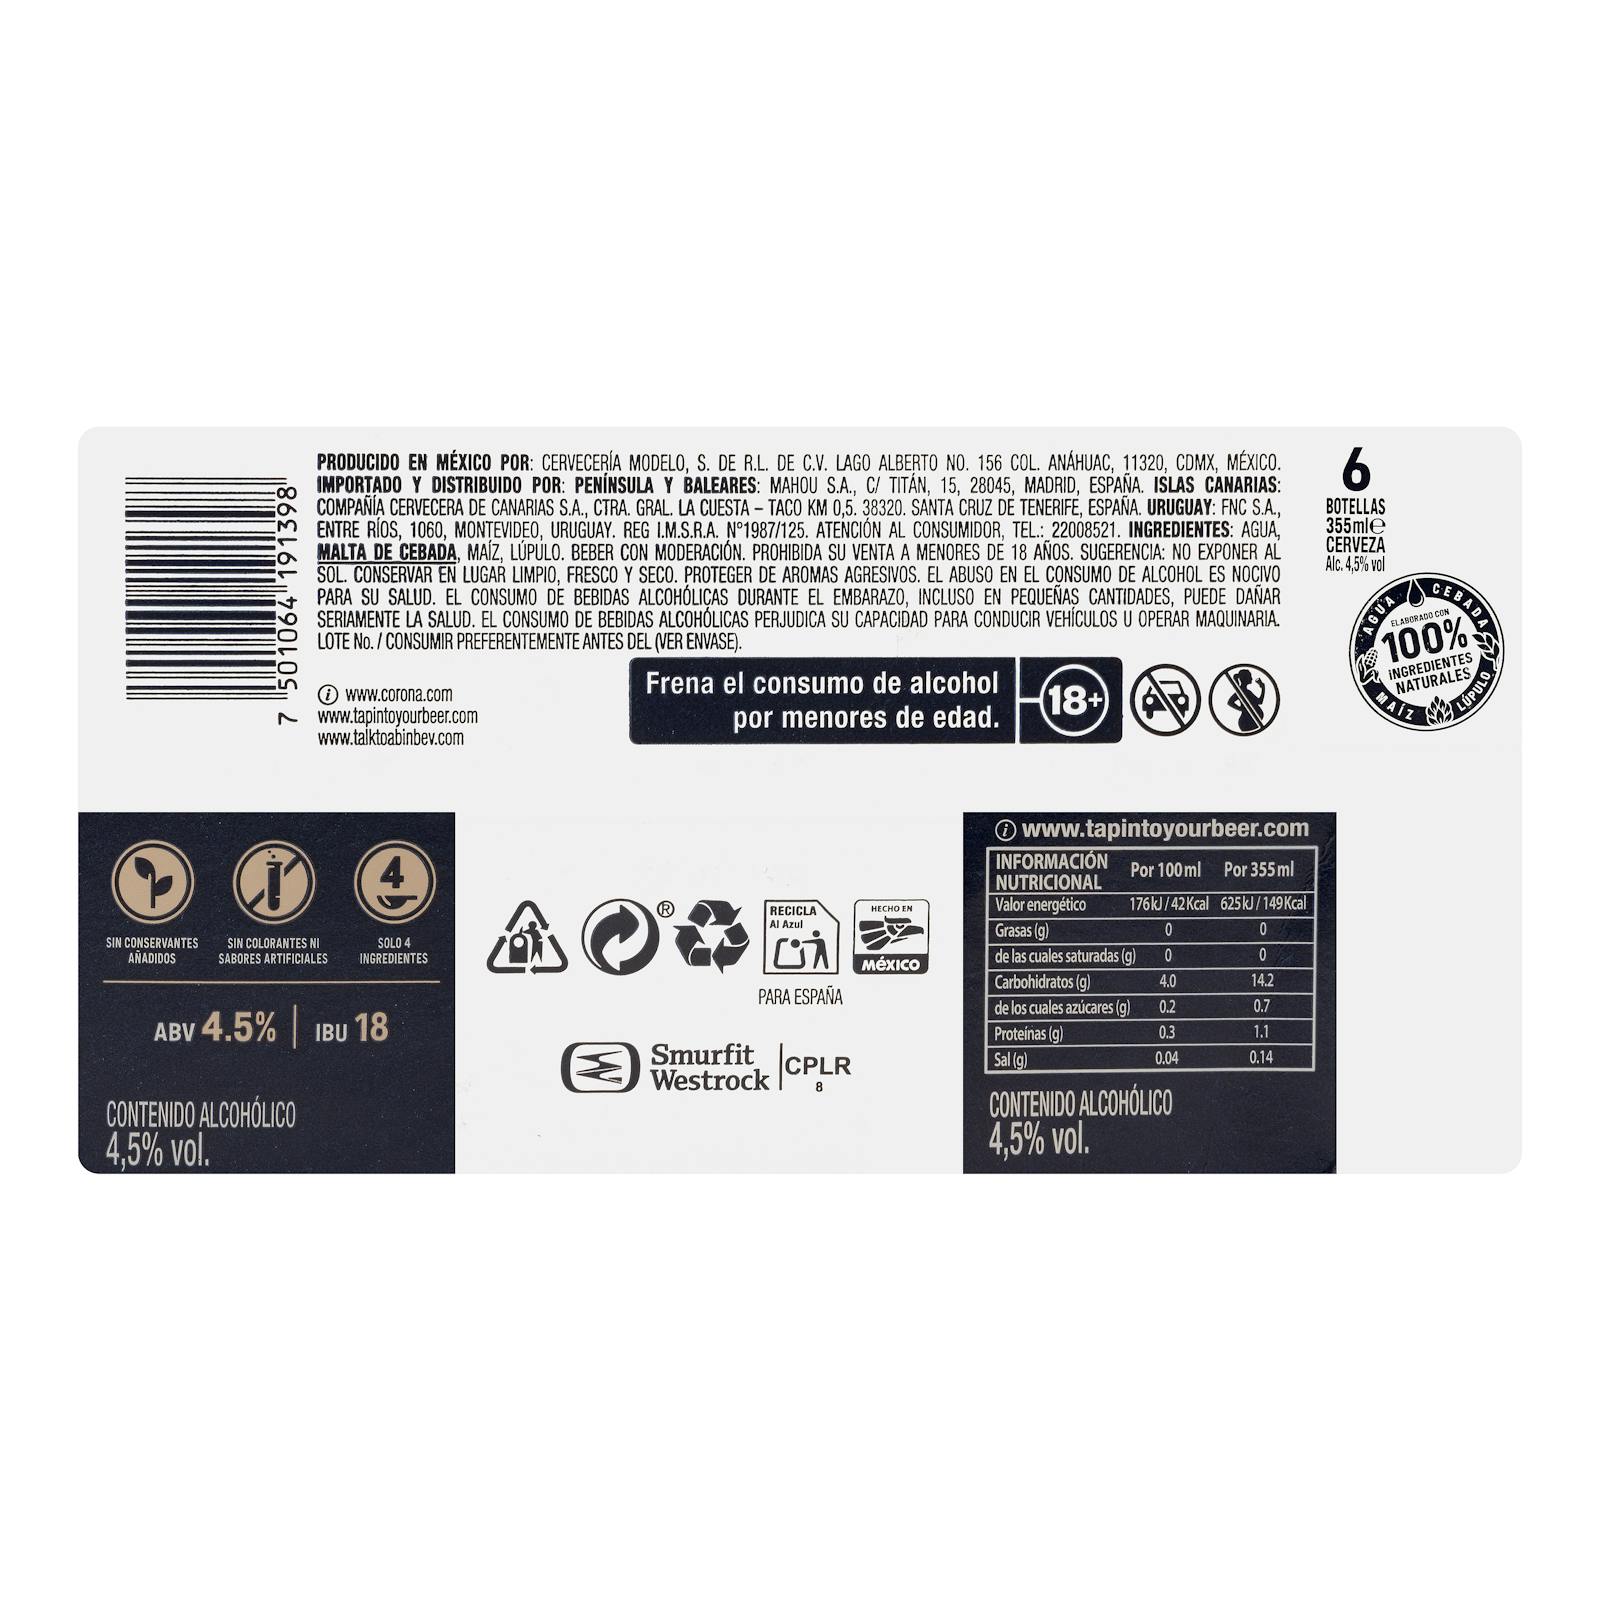 7 501064 191398
PRODUCIDO EN MÉXICO POR: CERVECERÍA MODELO, S. DE R.L. DE C.V. LAGO ALBERTO NO. 156 COL. ANÁHUAC, 11320, CDMX, MÉXICO.
IMPORTADO Y DISTRIBUIDO POR: PENÍNSULA Y BALEARES: MAHOU S.A., C/ TITÁN, 15, 28045, MADRID, ESPAÑA. ISLAS CANARIAS:
COMPAÑÍA CERVECERA DE CANARIAS S.A., CTRA. GRAL. LA CUESTA – TACO KM 0,5. 38320. SANTA CRUZ DE TENERIFE, ESPAÑA. URUGUAY: FNC S.A.,
ENTRE RÍOS, 1060, MONTEVIDEO, URUGUAY. REG I.M.S.R.A. N°1987/125. ATENCIÓN AL CONSUMIDOR, TEL.: 22008521. INGREDIENTES: AGUA,
MALTA DE CEBADA, MAÍZ, LÚPULO. BEBER CON MODERACIÓN. PROHIBIDA SU VENTA A MENORES DE 18 AÑOS. SUGERENCIA: NO EXPONER AL
SOL. CONSERVAR EN LUGAR LIMPIO, FRESCO Y SECO. PROTEGER DE AROMAS AGRESIVOS. EL ABUSO EN EL CONSUMO DE ALCOHOL ES NOCIVO
PARA SU SALUD. EL CONSUMO DE BEBIDAS ALCOHÓLICAS DURANTE EL EMBARAZO, INCLUSO EN PEQUEÑAS CANTIDADES, PUEDE DAÑAR
SERIAMENTE LA SALUD. EL CONSUMO DE BEBIDAS ALCOHÓLICAS PERJUDICA SU CAPACIDAD PARA CONDUCIR VEHÍCULOS U OPERAR MAQUINARIA.
LOTE No. / CONSUMIR PREFERENTEMENTE ANTES DEL (VER ENVASE).
www.corona.com
www.tapintoyourbeer.com
www.talktoabinbev.com
Frena el consumo de alcohol
por menores de edad.
18+
6
BOTELLAS
355ml℮
CERVEZA
Alc. 4,5% vol
AGUA CEBADA
ELABORADO CON
100%
INGREDIENTES
NATURALES
MAÍZ LÚPULO
4
SIN CONSERVANTES
AÑADIDOS
SIN COLORANTES NI
SABORES ARTIFICIALES
SOLO 4
INGREDIENTES
ABV 4.5% | IBU 18
CONTENIDO ALCOHÓLICO
4,5% vol.
®
RECICLA
Al Azul
PARA ESPAÑA
HECHO EN
MÉXICO
Smurfit
Westrock
CPLR
8
www.tapintoyourbeer.com
INFORMACIÓN
NUTRICIONAL Por 100ml Por 355ml
Valor energético 176kJ/42Kcal 625kJ/149Kcal
Grasas (g) 0 0
de las cuales saturadas (g) 0 0
Carbohidratos (g) 4.0 14.2
de los cuales azúcares (g) 0.2 0.7
Proteínas (g) 0.3 1.1
Sal (g) 0.04 0.14
CONTENIDO ALCOHÓLICO
4,5% vol.